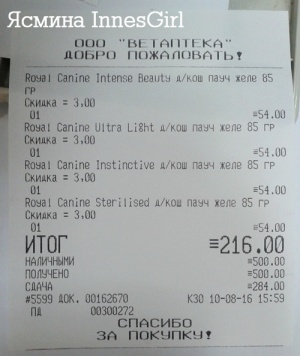 Ясмина InnesGirl
ООО "ВЕТАПТЕКА"
ДОБРО ПОЖАЛОВАТЬ!
Royal Canine Intense Beauty д/кош пауч желе 85
гр
Скидка = 3.00
01 ≡54.00
Royal Canine Ultra Light д/кош пауч желе 85 гр
Скидка = 3.00
01 ≡54.00
Royal Canine Instinctive д/кош пауч желе 85 гр
Скидка = 3.00
01 ≡54.00
Royal Canine Sterilised д/кош пауч желе 85 гр
Скидка = 3.00
01 ≡54.00
ИТОГ ≡216.00
НАЛИЧНЫМИ ≡500.00
ПОЛУЧЕНО ≡500.00
СДАЧА ≡284.00
#5599 ДОК. 00162670 К30 10-08-16 15:59
ПД 00300272
СПАСИБО
ЗА ПОКУПКУ!